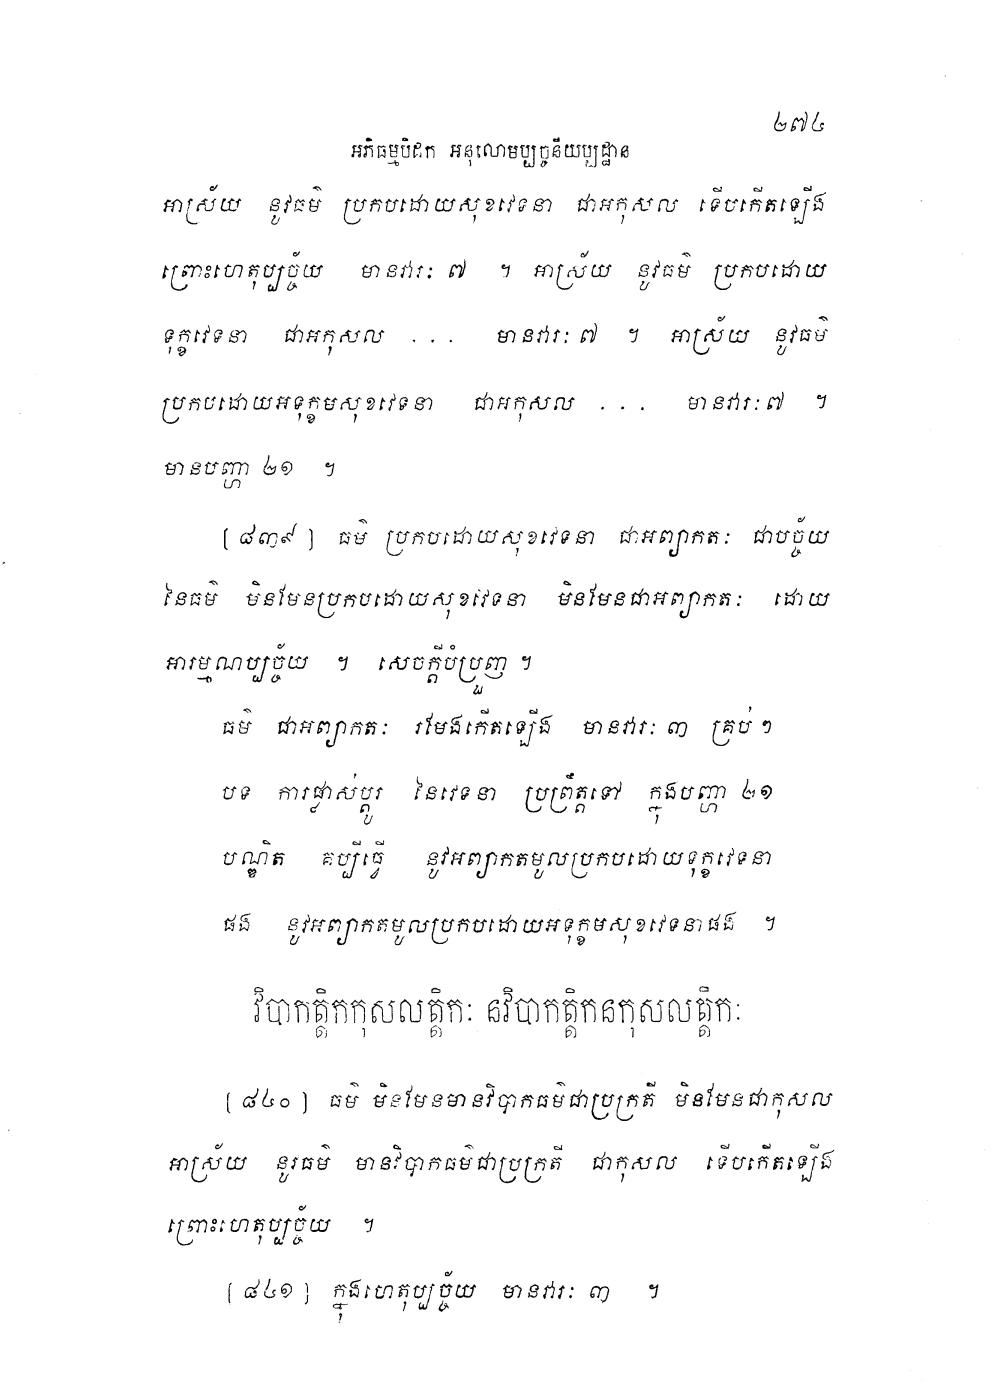 ២៧៤
អភិធម្មបិដក អនុលោមប្បច្ចនីយប្បដ្ឋាន
អាស្រ័យ នូវធម៌ ប្រកបដោយសុខវេទនា ជាអកុសល ទើបកើតឡើង
ព្រោះហេតុប្បច្ច័យ មានវារៈ ៧ ។ អាស្រ័យ នូវធម៌ ប្រកបដោយ
ទុក្ខវេទនា ជាអកុសល ... មានវារៈ ៧ ។ អាស្រ័យ នូវធម៌
ប្រកបដោយអទុក្ខមសុខវេទនា ជាអកុសល ... មានវារៈ ៧ ។
មានបញ្ហា ២១ ។
[៨៣៩] ធម៌ ប្រកបដោយសុខវេទនា ជាអព្យាកតៈ ជាបច្ច័យ
នៃធម៌ មិនមែនប្រកបដោយសុខវេទនា មិនមែនជាអព្យាកតៈ ដោយ
អារម្មណប្បច្ច័យ ។ សេចក្តីបំប្រួញ ។
ធម៌ ជាអព្យាកតៈ រមែងកើតឡើង មានវារៈ ៣ គ្រប់ៗ
បទ ការផ្លាស់ប្តូរ នៃវេទនា ប្រព្រឹត្តទៅ ក្នុងបញ្ហា ២១
បណ្ឌិត គប្បីធ្វើ នូវអព្យាកតមូលប្រកបដោយទុក្ខវេទនា
ផង នូវអព្យាកតមូលប្រកបដោយអទុក្ខមសុខវេទនាផង ។
វិបាកត្តិកកុសលត្តិកៈ នវិបាកត្តិកនកុសលត្តិកៈ
[៨៤០] ធម៌ មិនមែនមានវិបាកធម៌ជាប្រក្រតី មិនមែនជាកុសល
អាស្រ័យ នូវធម៌ មានវិបាកធម៌ជាប្រក្រតី ជាកុសល ទើបកើតឡើង
ព្រោះហេតុប្បច្ច័យ ។
[៨៤១] ក្នុងហេតុប្បច្ច័យ មានវារៈ ៣ ។